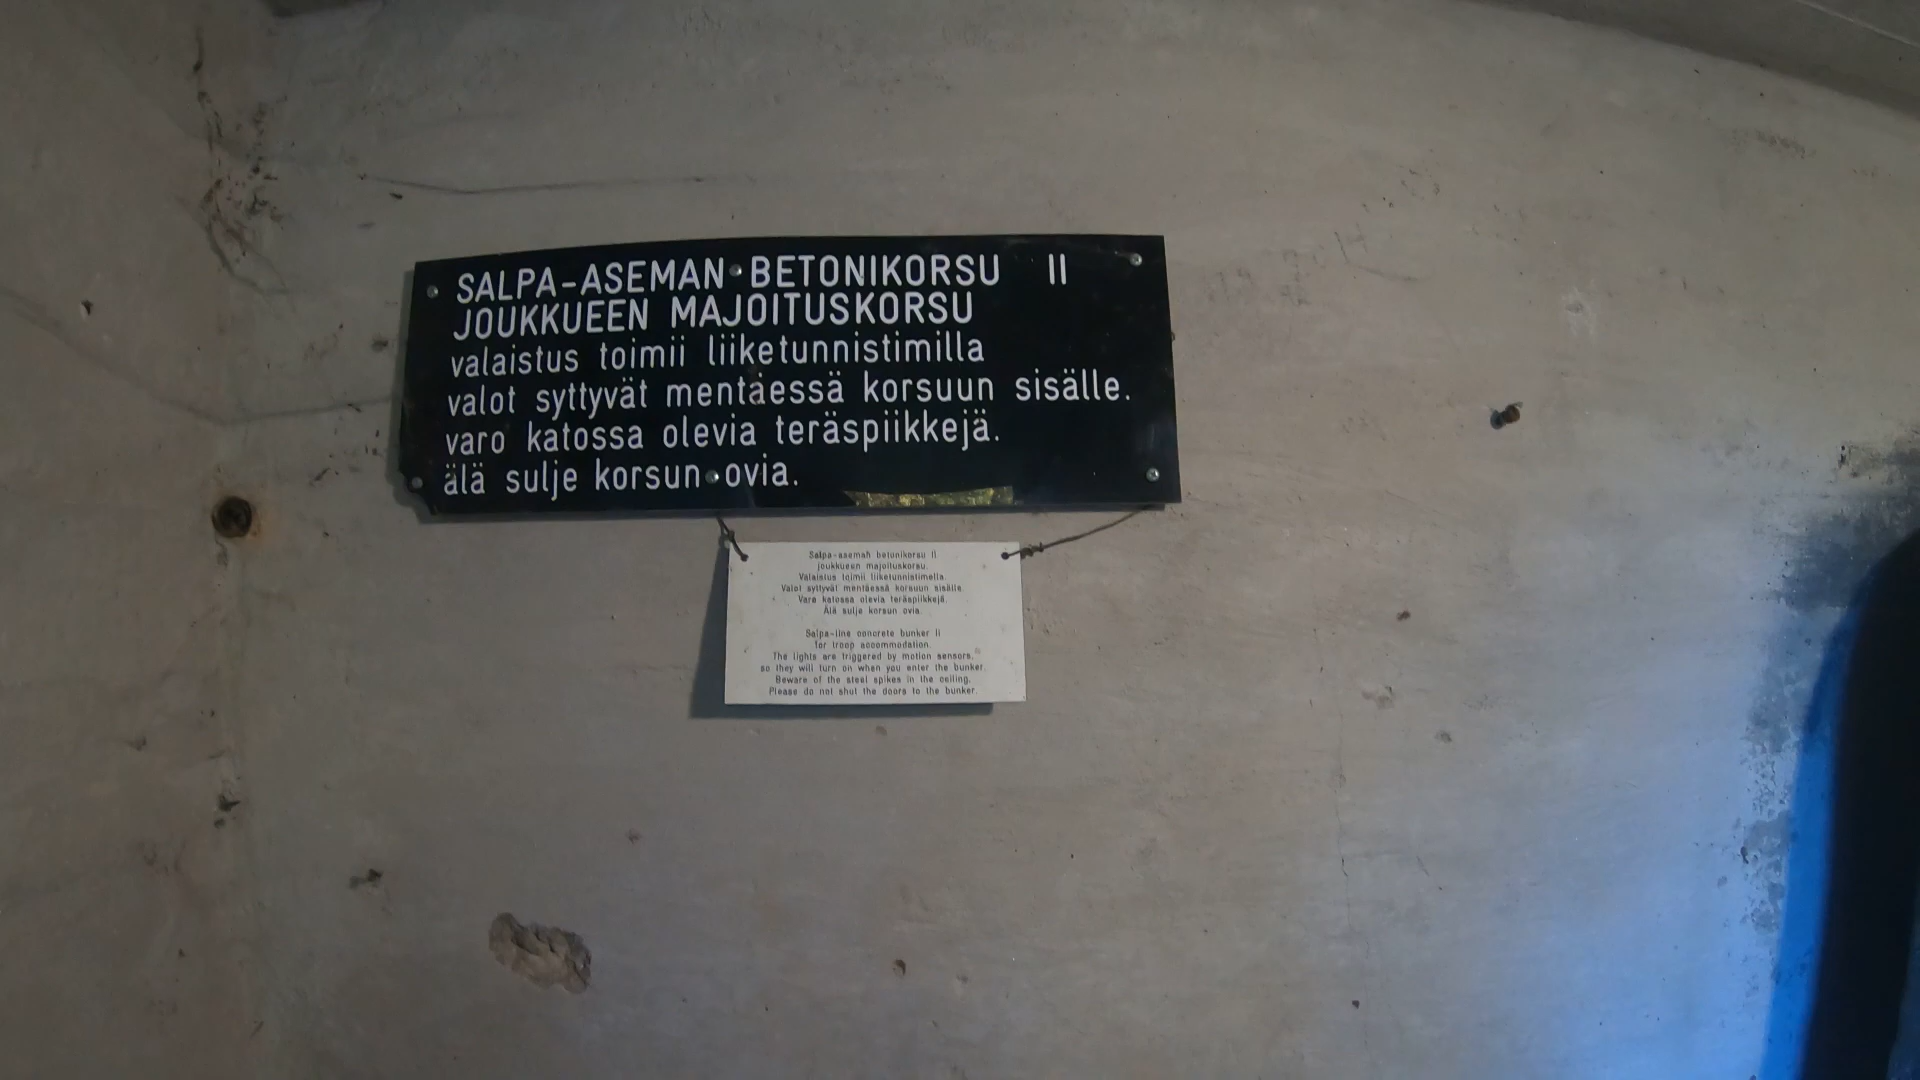 SALPA-ASEMAN BETONIKORSU II
JOUKKUEEN MAJOITUSKORSU
valaistus toimii liiketunnistimilla
valot syttyvät mentäessä korsuun sisälle.
varo katossa olevia teräspiikkejä.
älä sulje korsun ovia.
Salpa-aseman betonikorsu II
joukkueen majoituskorsu.
Valaistus toimii liiketunnistimella.
Valot syttyvät mentäessä korsuun sisälle.
Varo katossa olevia teräspiikkejä.
Älä sulje korsun ovia.
Salpa-line concrete bunker II
for troop accommodation.
The lights are triggered by motion sensors,
so they will turn on when you enter the bunker.
Beware of the steel spikes in the ceiling.
Please do not shut the doors to the bunker.